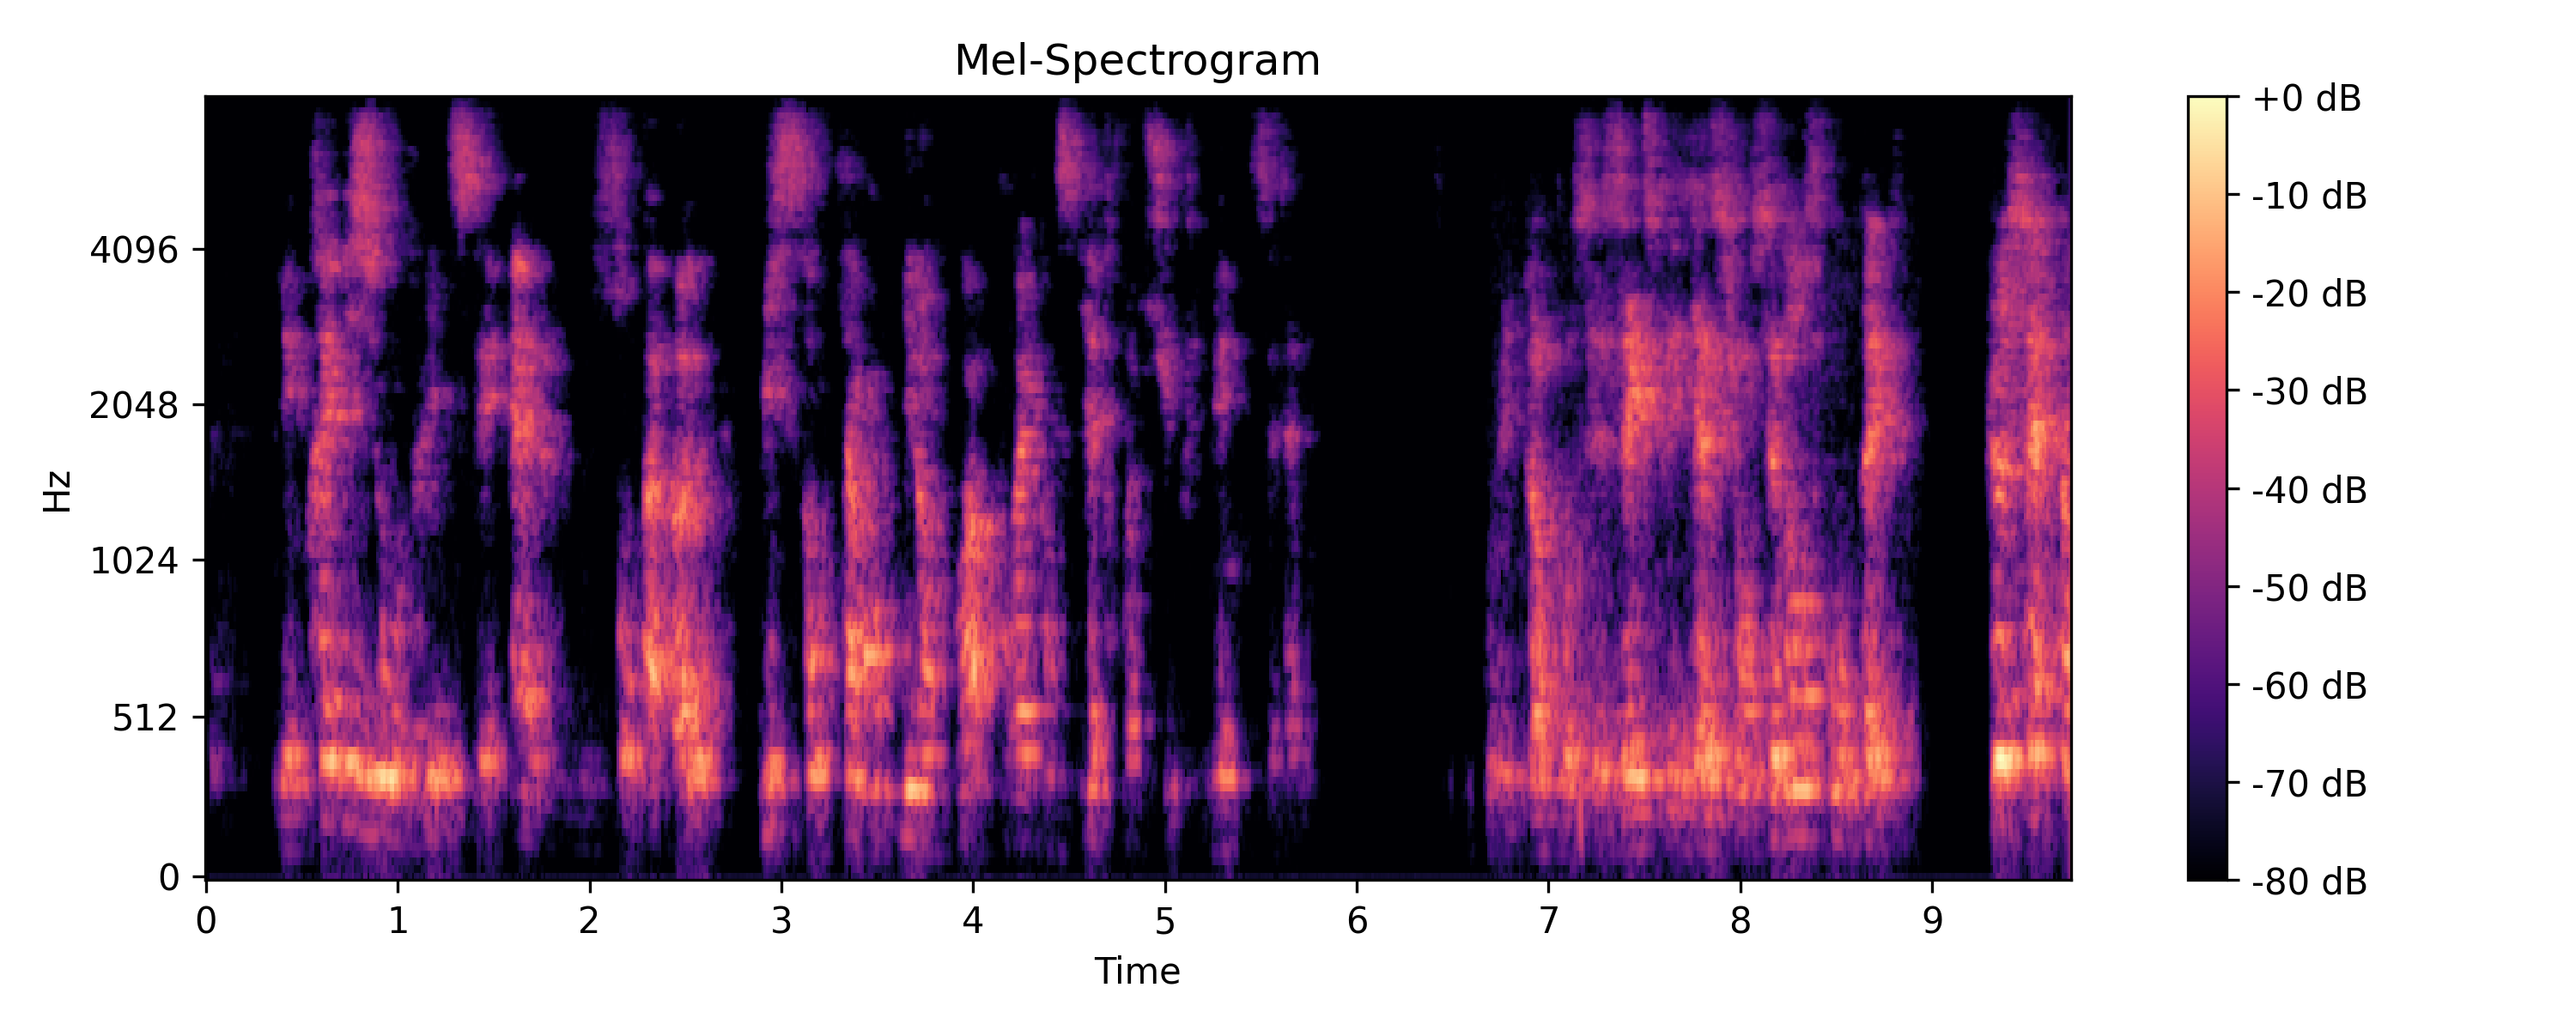 Mel-Spectrogram
+0 dB
-10 dB
-20 dB
-30 dB
-40 dB
-50 dB
-60 dB
-70 dB
-80 dB
4096
2048
1024
512
0
Hz
0 1 2 3 4 5 6 7 8 9
Time